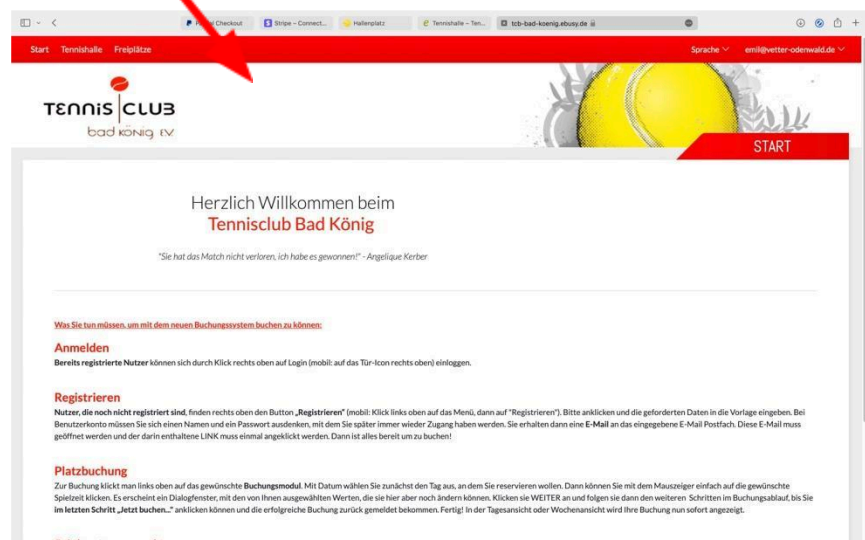 Checkout
Stripe – Connect...
Hallenplatz
Tennishalle – Ten...
tcb-bad-koenig.ebusy.de
Start Tennishalle Freiplätze
Sprache
emil@vetter-odenwald.de
TENNIS CLUB
bad könig eV
START
Herzlich Willkommen beim
Tennisclub Bad König
"Sie hat das Match nicht verloren, ich habe es gewonnen!" - Angelique Kerber
Was Sie tun müssen, um mit dem neuen Buchungssystem buchen zu können:
Anmelden
Bereits registrierte Nutzer können sich durch Klick rechts oben auf Login (mobil: auf das Tür-Icon rechts oben) einloggen.
Registrieren
Nutzer, die noch nicht registriert sind, finden rechts oben den Button „Registrieren" (mobil: Klick links oben auf das Menü, dann auf "Registrieren"). Bitte anklicken und die geforderten Daten in die Vorlage eingeben. Bei
Benutzerkonto müssen Sie sich einen Namen und ein Passwort ausdenken, mit dem Sie später immer wieder Zugang haben werden. Sie erhalten dann eine E-Mail an das eingegebene E-Mail Postfach. Diese E-Mail muss
geöffnet werden und der darin enthaltene LINK muss einmal angeklickt werden. Dann ist alles bereit um zu buchen!
Platzbuchung
Zur Buchung klickt man links oben auf das gewünschte Buchungsmodul. Mit Datum wählen Sie zunächst den Tag aus, an dem Sie reservieren wollen. Dann können Sie mit dem Mauszeiger einfach auf die gewünschte
Spielzeit klicken. Es erscheint ein Dialogfenster, mit den von Ihnen ausgewählten Werten, die sie hier aber noch ändern können. Klicken sie WEITER an und folgen sie dann den weiteren Schritten im Buchungsablauf, bis Sie
im letzten Schritt „Jetzt buchen..." anklicken können und die erfolgreiche Buchung zurück gemeldet bekommen. Fertig! In der Tagesansicht oder Wochenansicht wird Ihre Buchung nun sofort angezeigt.